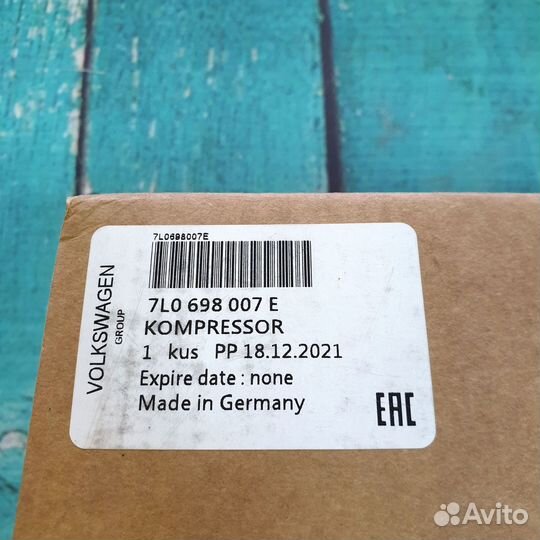 7L0698007E
VOLKSWAGEN
GROUP
7L0 698 007 E
KOMPRESSOR
1 kus PP 18.12.2021
Expire date : none
Made in Germany
EAC
Avito